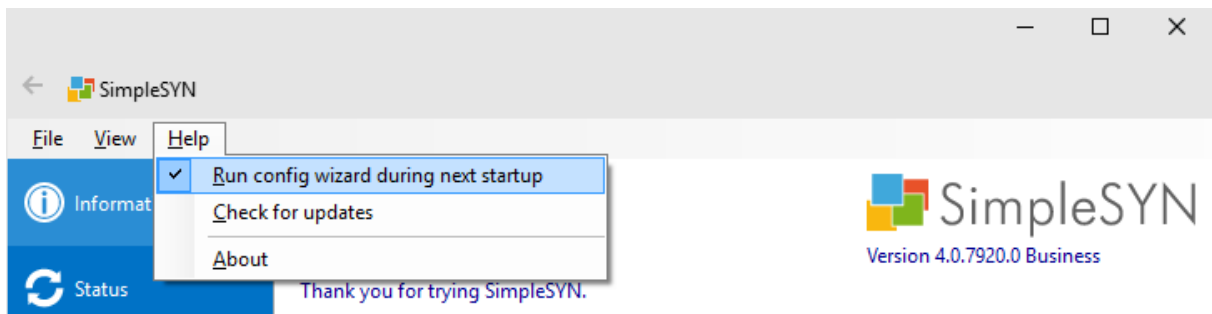 SimpleSYN
File View Help
Run config wizard during next startup
Check for updates
About
Informat
Status
SimpleSYN
Version 4.0.7920.0 Business
Thank you for trying SimpleSYN.